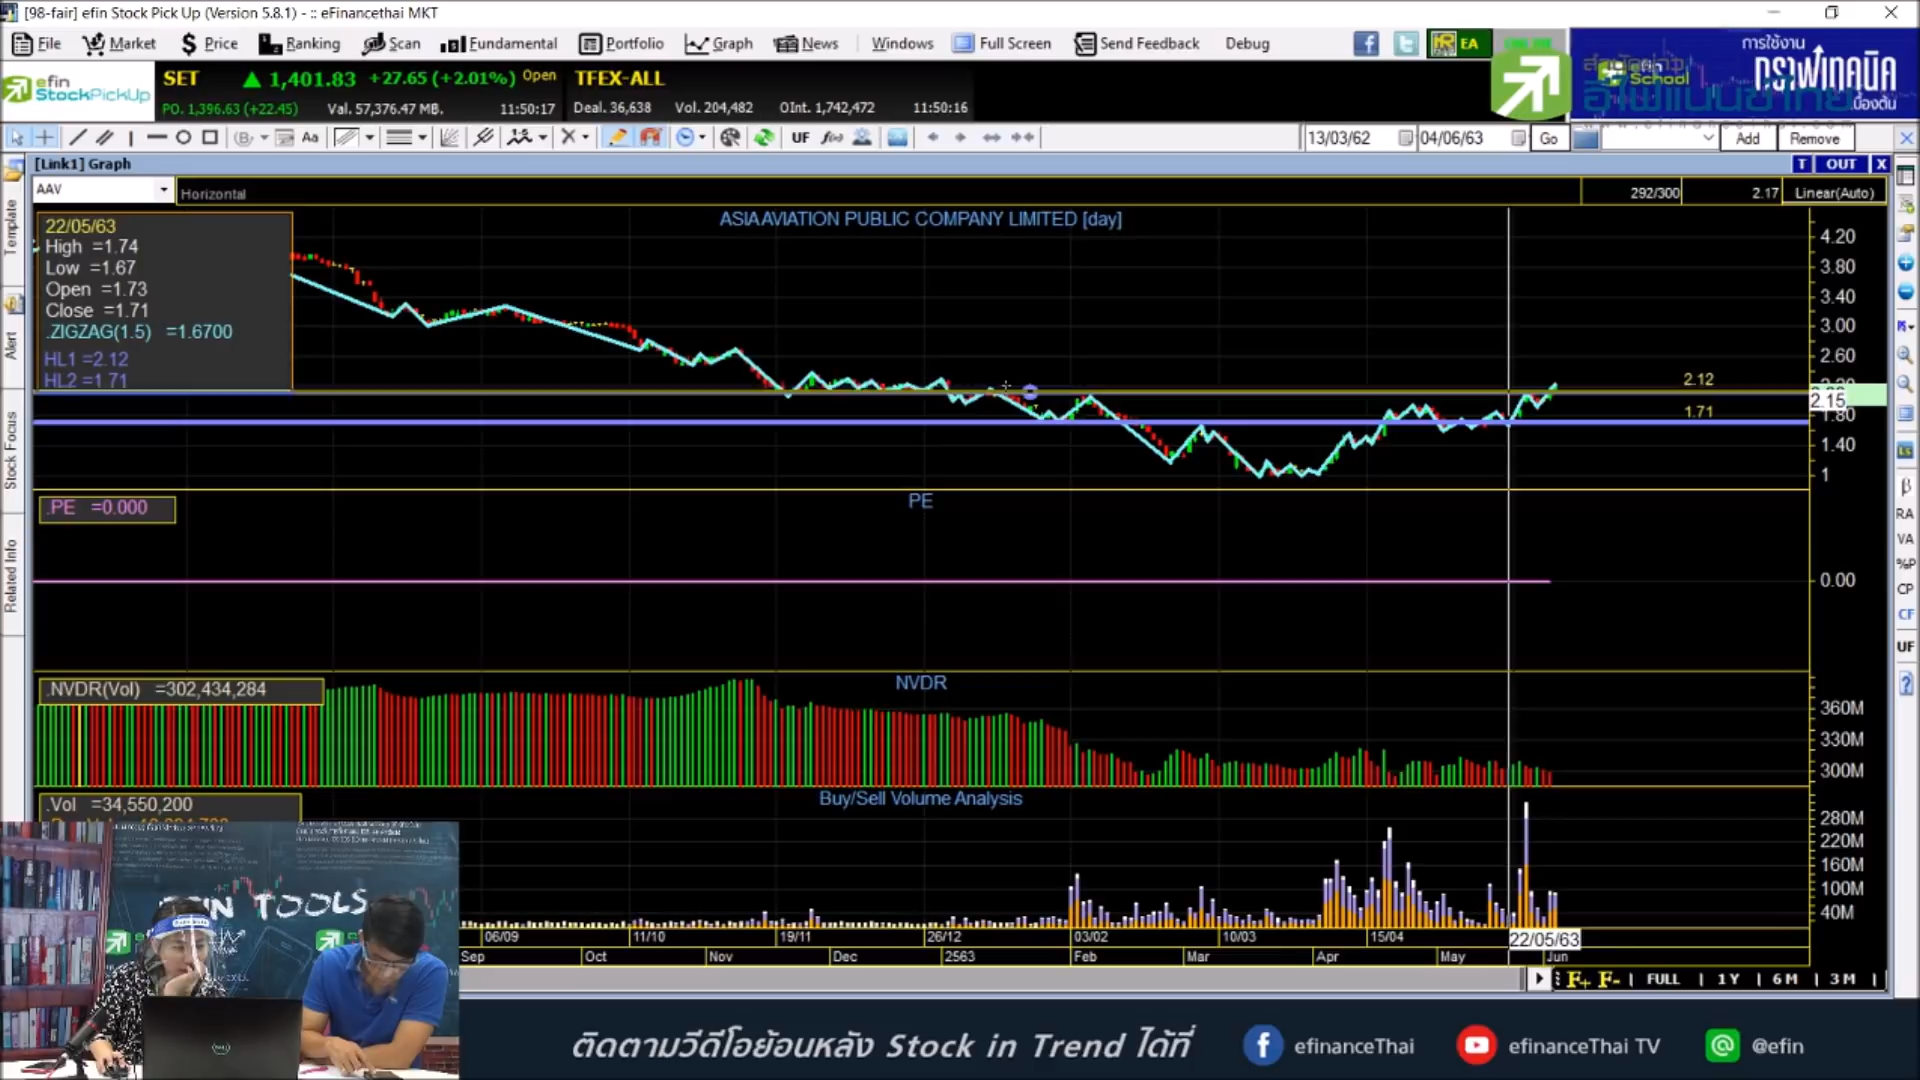 [98-fair] efin Stock Pick Up (Version 5.8.1) - :: eFinancethai MKT
File Market Price Ranking Scan Fundamental Portfolio Graph News Windows Full Screen Send Feedback Debug
EA
การใช้งาน
กราฟเทคนิค
เบื้องต้น
efin School
efin StockPickUp
SET ▲ 1,401.83 +27.65 (+2.01%) Open
PO. 1,396.63 (+22.45) Val. 57,376.47 MB. 11:50:17
TFEX-ALL
Deal. 36,638 Vol. 204,482 OInt. 1,742,472 11:50:16
Aa UF f(x) 13/03/62 04/06/63 Go Add Remove
[Link1] Graph T OUT X
AAV Horizontal 292/300 2.17 Linear(Auto)
Template
Alert
Stock Focus
Related Info
ASIA AVIATION PUBLIC COMPANY LIMITED [day]
22/05/63
High =1.74
Low =1.67
Open =1.73
Close =1.71
.ZIGZAG(1.5) =1.6700
HL1 =2.12
HL2 =1.71
4.20
3.80
3.40
3.00
2.60
2.12
2.15
1.71
1.80
1.40
1
.PE =0.000
PE
0.00
.NVDR(Vol) =302,434,284
NVDR
360M
330M
300M
.Vol =34,550,200
Buy/Sell Volume Analysis
280M
220M
160M
100M
40M
β
RA
VA
%P
CP
CF
UF
?
06/09 11/10 19/11 26/12 03/02 10/03 15/04 22/05/63
Sep Oct Nov Dec 2563 Feb Mar Apr May Jun
F+ F- | FULL | 1Y | 6M | 3M |
EFIN TOOLS
DELL
ติดตามวีดีโอย้อนหลัง Stock in Trend ได้ที่ efinanceThai efinanceThai TV @efin